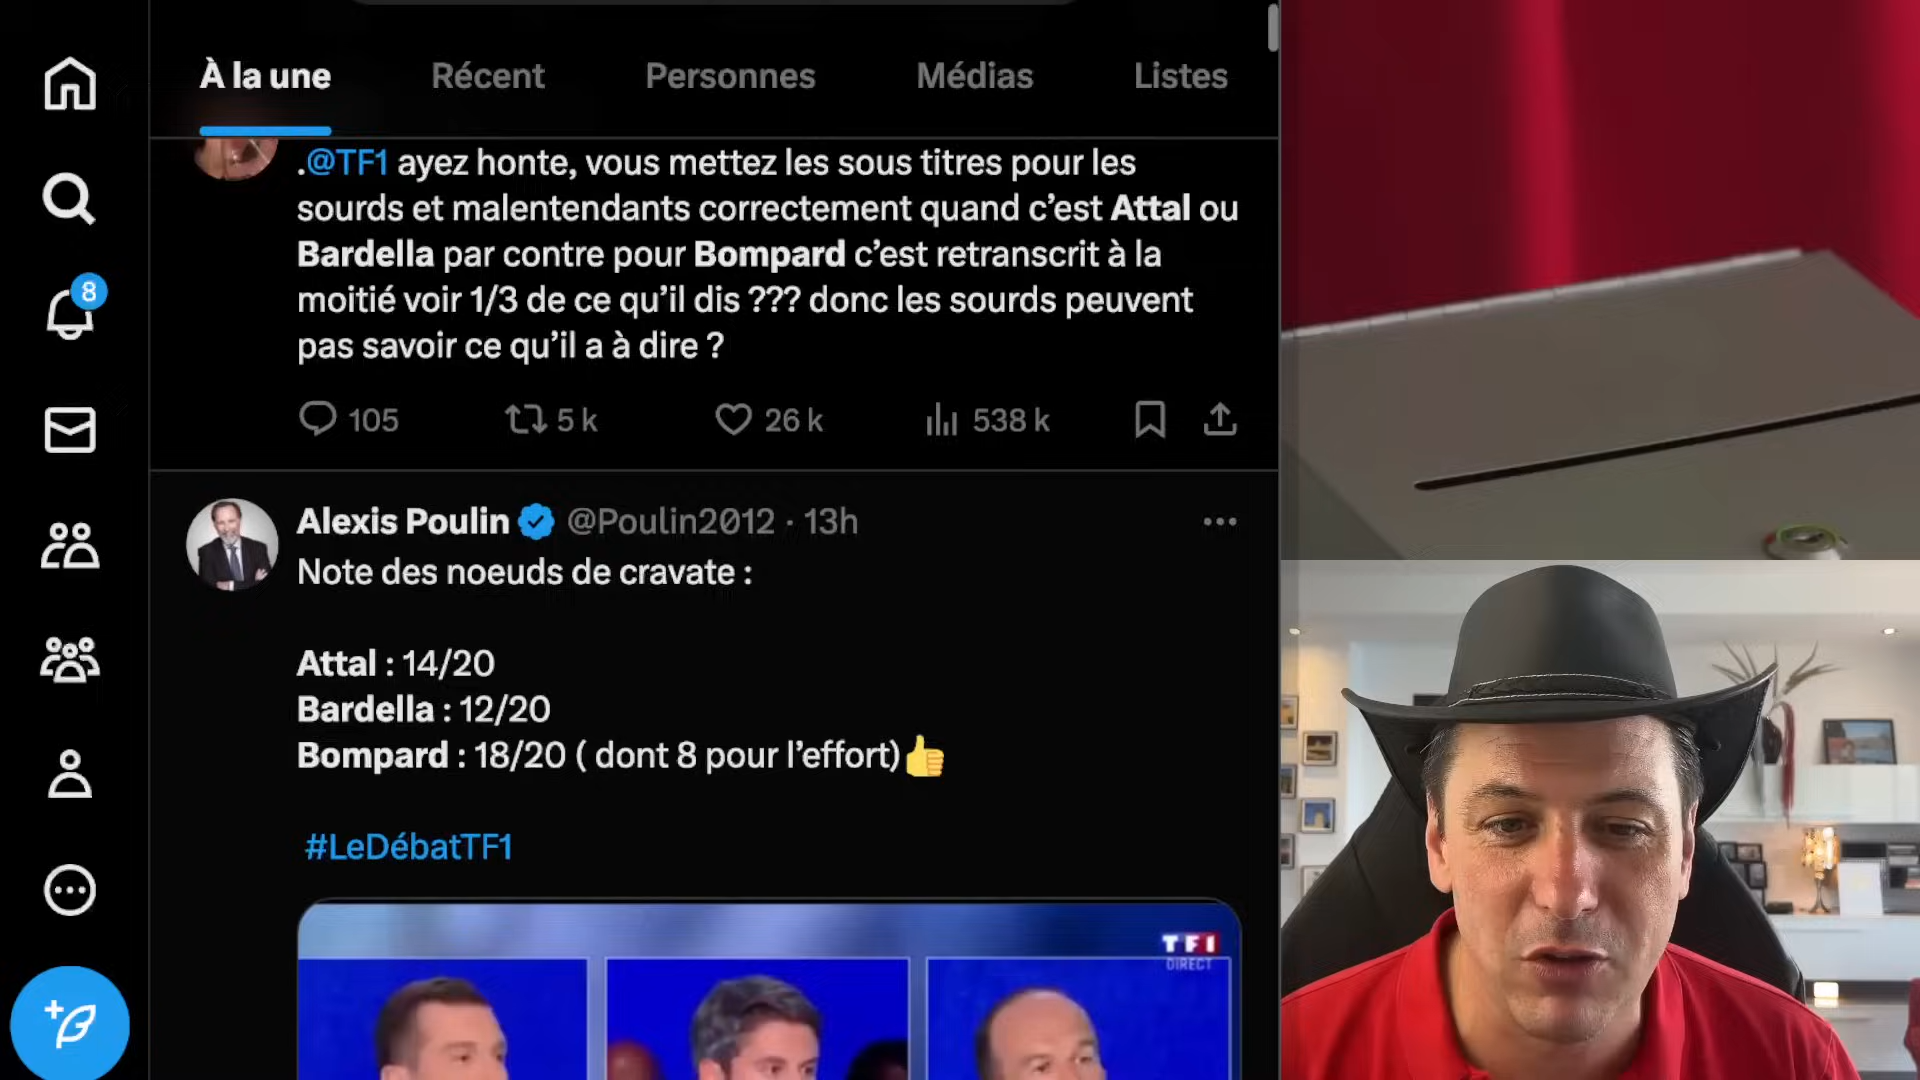 À la une Récent Personnes Médias Listes
.@TF1 ayez honte, vous mettez les sous titres pour les
sourds et malentendants correctement quand c’est Attal ou
Bardella par contre pour Bompard c’est retranscrit à la
moitié voir 1/3 de ce qu’il dis ??? donc les sourds peuvent
pas savoir ce qu’il a à dire ?
105 5 k 26 k 538 k
8
Alexis Poulin @Poulin2012 · 13h
Note des noeuds de cravate :
Attal : 14/20
Bardella : 12/20
Bompard : 18/20 ( dont 8 pour l’effort)👍
#LeDébatTF1
TF1
DIRECT